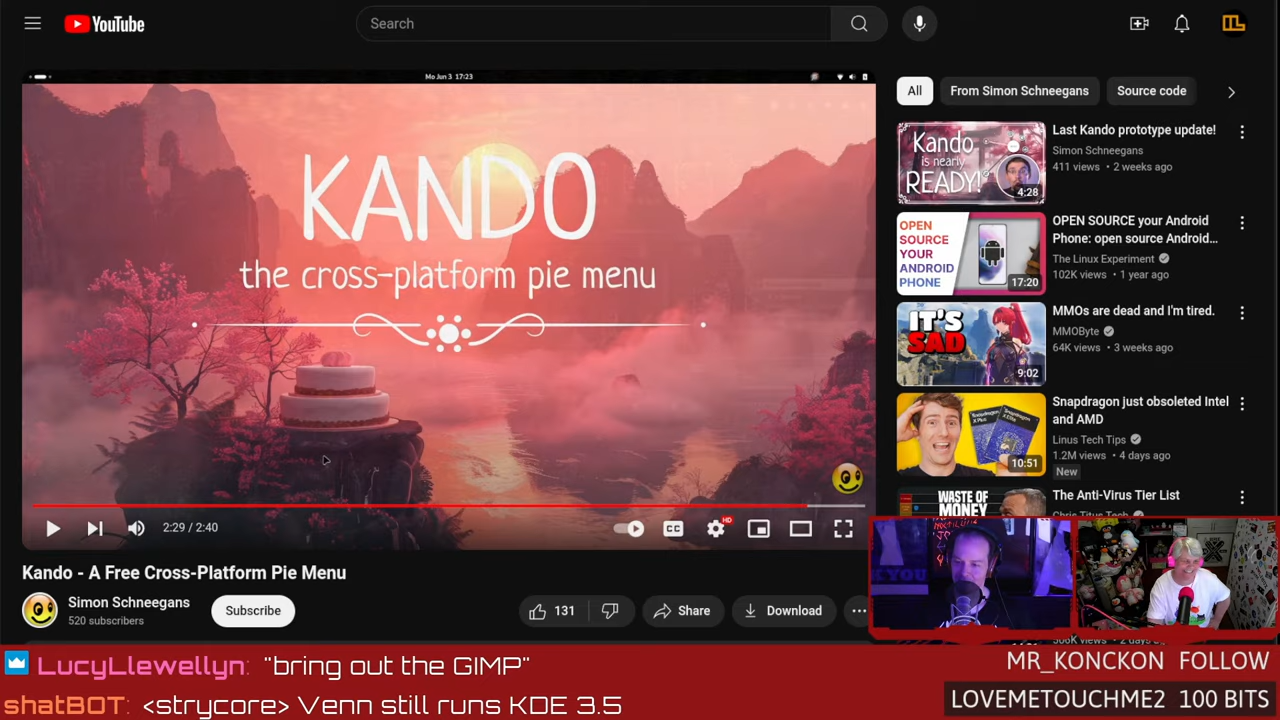 YouTube
Search
Mo Jun 3 17:23
KANDO
the cross-platform pie menu
2:29 / 2:40
CC
HD
Kando - A Free Cross-Platform Pie Menu
Simon Schneegans
520 subscribers
Subscribe
131
Share
Download
All
From Simon Schneegans
Source code
Kando
is nearly
READY!
4:28
Last Kando prototype update!
Simon Schneegans
411 views • 2 weeks ago
OPEN
SOURCE
YOUR
ANDROID
PHONE
17:20
OPEN SOURCE your Android
Phone: open source Android...
The Linux Experiment
102K views • 1 year ago
IT'S
SAD
9:02
MMOs are dead and I'm tired.
MMOByte
64K views • 3 weeks ago
10:51
Snapdragon just obsoleted Intel
and AMD
Linus Tech Tips
1.2M views • 4 days ago
New
WASTE OF
MONEY
The Anti-Virus Tier List
Chris Titus Tech
LucyLlewellyn: "bring out the GIMP"
shatBOT: <strycore> Venn still runs KDE 3.5
MR_KONCKON FOLLOW
LOVEMETOUCHME2 100 BITS